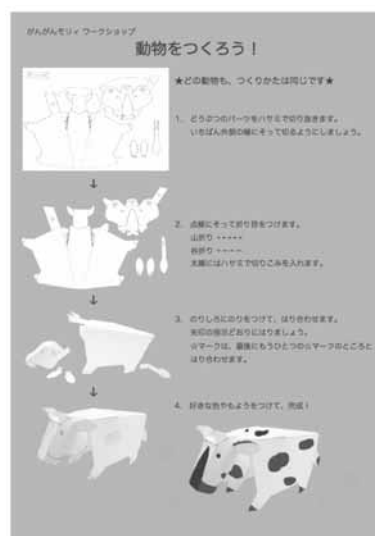 がんがんモリィ ワークショップ
動物をつくろう！
★どの動物も、つくりかたは同じです★
1. どうぶつのパーツをハサミで切り抜きます。
いちばん外側の線にそって切るようにしましょう。
↓
2. 点線にそって折り目をつけます。
山折り
谷折り
太線にはハサミで切りこみを入れます。
↓
3. のりしろにのりをつけて、はり合わせます。
矢印の指示どおりにはりましょう。
☆マークは、最後にもうひとつの☆マークのところと
はり合わせます。
↓
4. 好きな色やもようをつけて、完成！